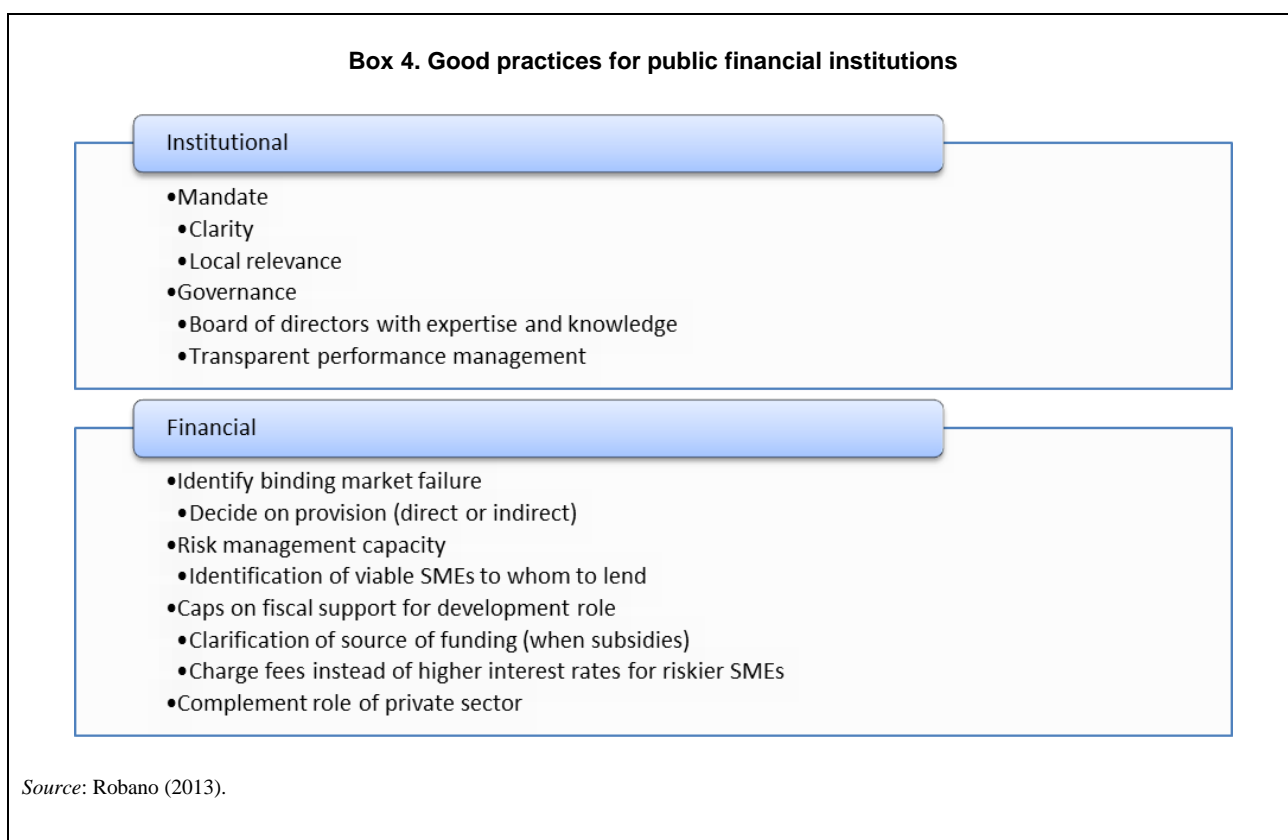 Box 4. Good practices for public financial institutions
Institutional
•Mandate
•Clarity
•Local relevance
•Governance
•Board of directors with expertise and knowledge
•Transparent performance management
Financial
•Identify binding market failure
•Decide on provision (direct or indirect)
•Risk management capacity
•Identification of viable SMEs to whom to lend
•Caps on fiscal support for development role
•Clarification of source of funding (when subsidies)
•Charge fees instead of higher interest rates for riskier SMEs
•Complement role of private sector
Source: Robano (2013).